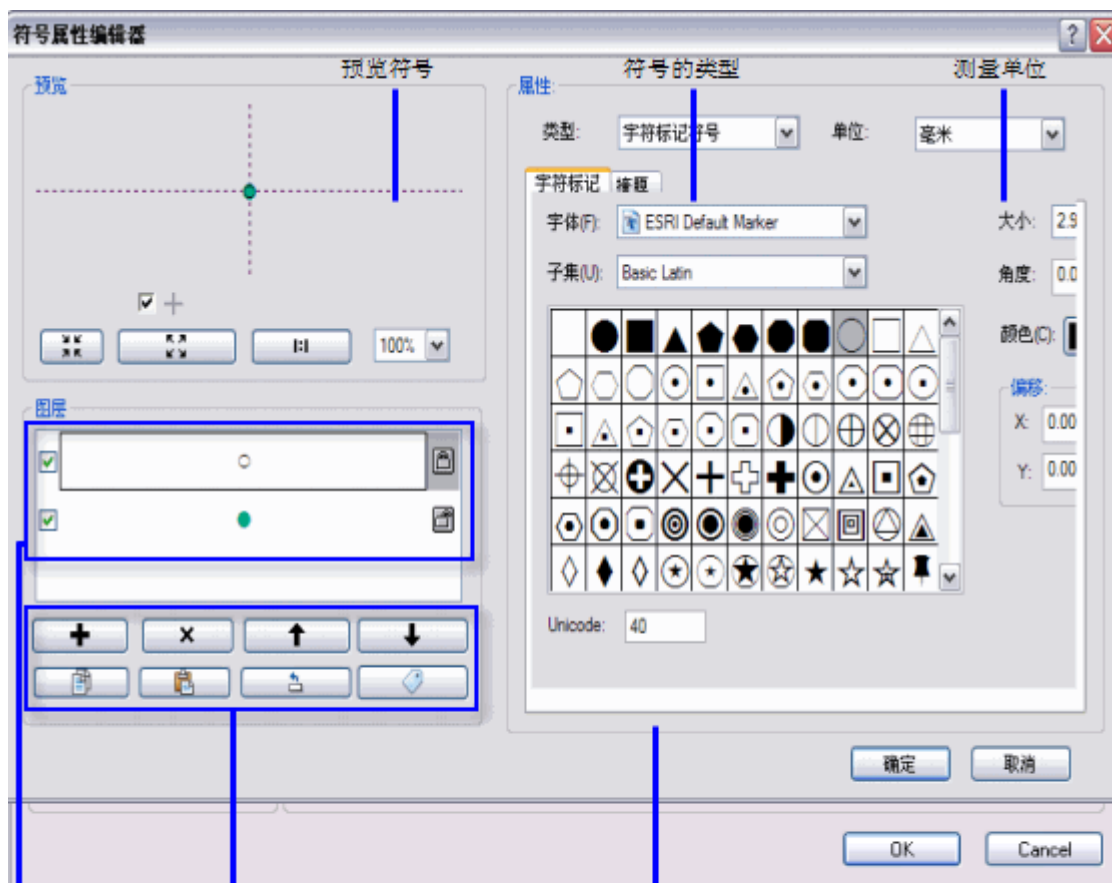 符号属性编辑器
预览符号
符号的类型
测量单位
预览
属性:
类型:
字符标记符号
单位:
毫米
字符标记
掩膜
字体(F):
ESRI Default Marker
大小:
2.9
子集(U):
Basic Latin
角度:
0.0
颜色(C):
偏移:
X:
0.00
Y:
0.00
1:1
100%
图层
Unicode:
40
确定
取消
OK
Cancel